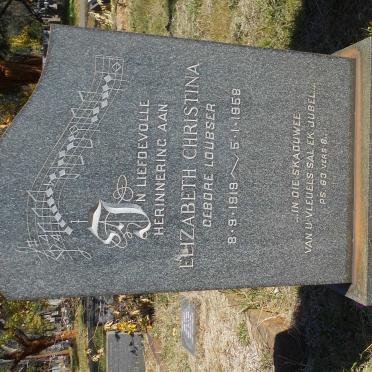 In LIEFDEVOLLE
HERINNERING AAN
ELIZABETH CHRISTINA
GEBORE LOUBSER
8·9·1919 〜 5·1·1958
...IN DIE SKADUWEE
VAN U VLEUELS SAL EK JUBEL...
PS. 63 VERS 8.